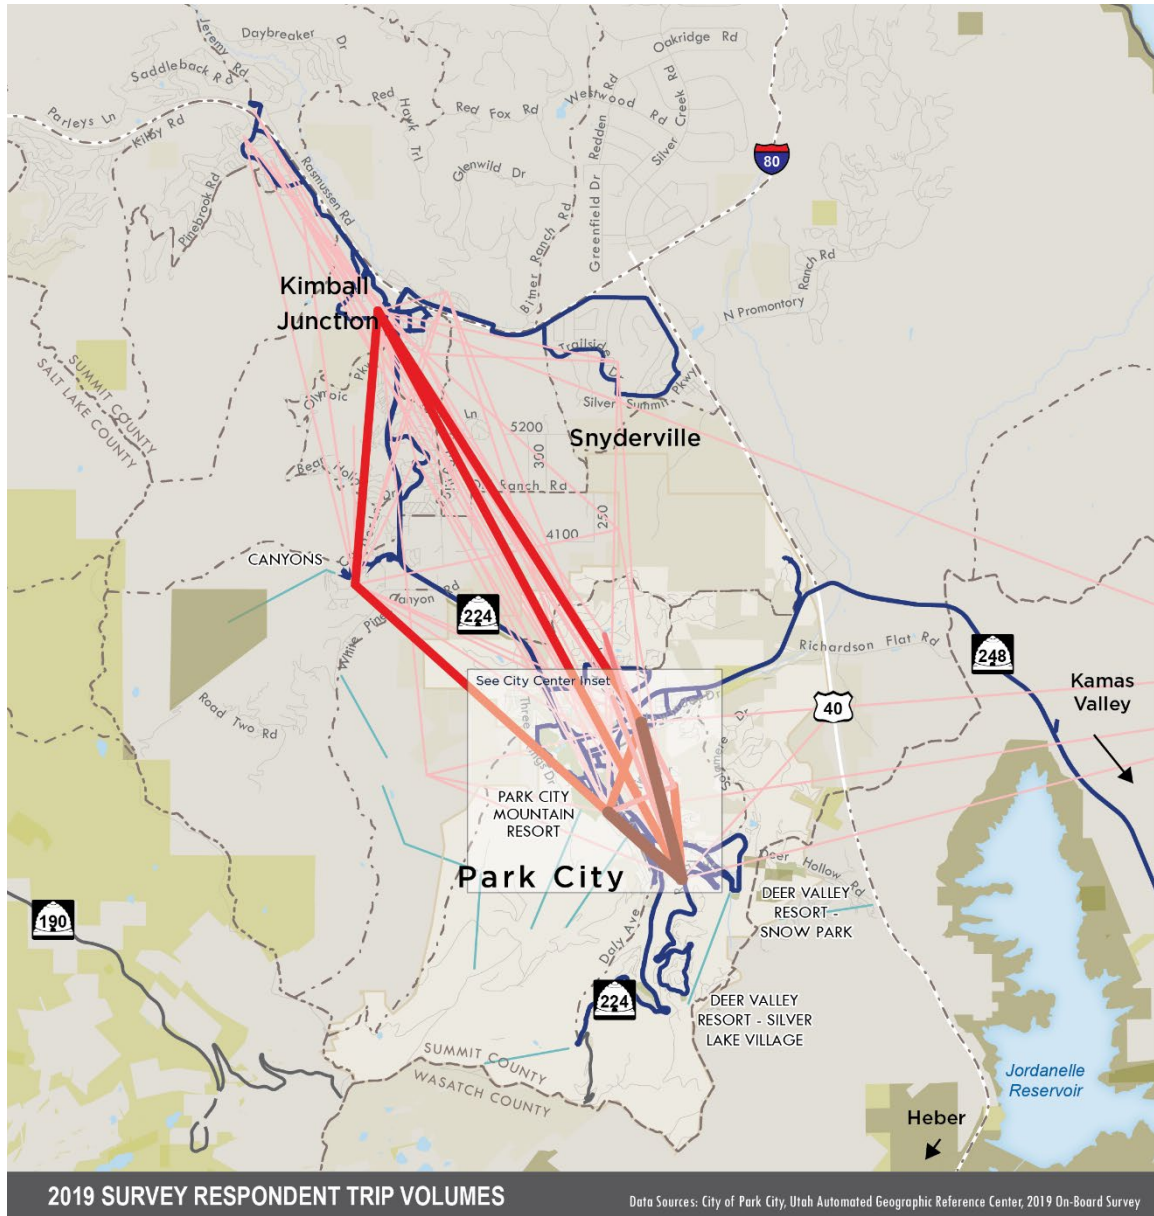 Jeremy Rd
Daybreaker Dr
Oakridge Rd
Saddleback Rd
Parleys Ln
Kilby Rd
Red Hawk Trl
Red Fox Rd
Westwood Rd
Silver Creek Rd
Redden Rd
Greenfield Dr
Glenwild Dr
80
Rasmussen Rd
Pinebrook Rd
Bitner Ranch Rd
Ranch Rd
N Promontory
Kimball
Junction
Trailside Dr
Silver Summit Pkwy
SUMMIT COUNTY
SALT LAKE COUNTY
Olympic Pkwy
Ln
5200
300
Snyderville
Ranch Rd
250
4100
CANYONS
White Pine Canyon Rd
224
Richardson Flat Rd
248
See City Center Inset
40
Kamas
Valley
Road Two Rd
PARK CITY
MOUNTAIN
RESORT
Park City
Deer Hollow Rd
DEER VALLEY
RESORT -
SNOW PARK
190
Daly Ave
224
DEER VALLEY
RESORT - SILVER
LAKE VILLAGE
SUMMIT COUNTY
WASATCH COUNTY
Jordanelle
Reservoir
Heber
2019 SURVEY RESPONDENT TRIP VOLUMES
Data Sources: City of Park City, Utah Automated Geographic Reference Center, 2019 On-Board Survey